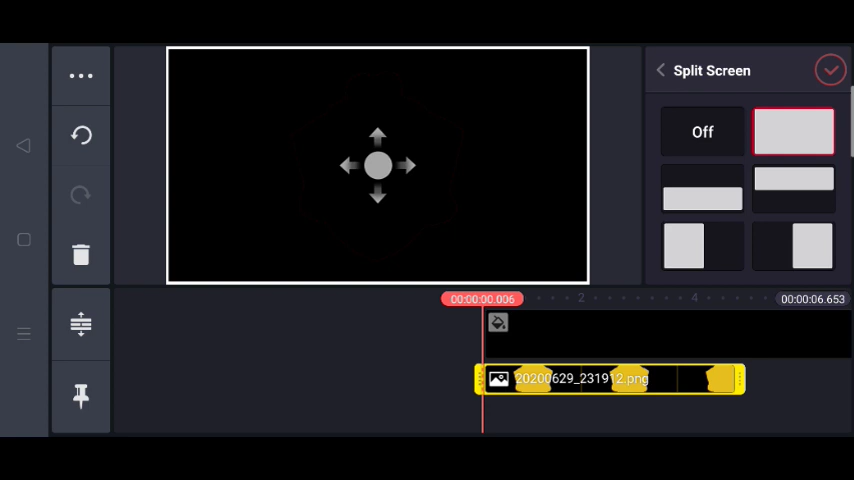 Split Screen
Off
00:00:00.006
2
4
00:00:06.653
20200629_231912.png